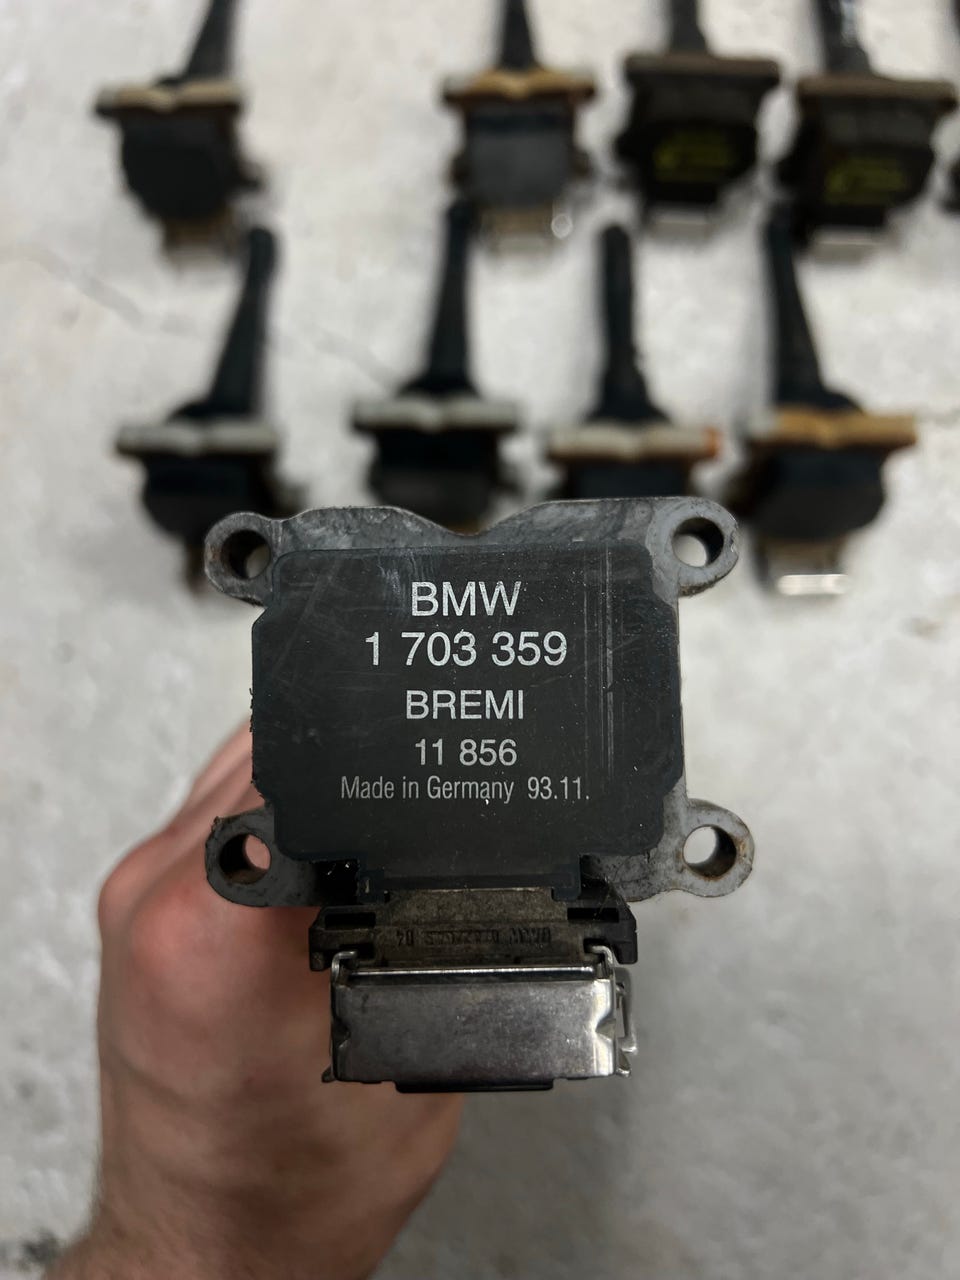 BMW
1 703 359
BREMI
11 856
Made in Germany 93.11.